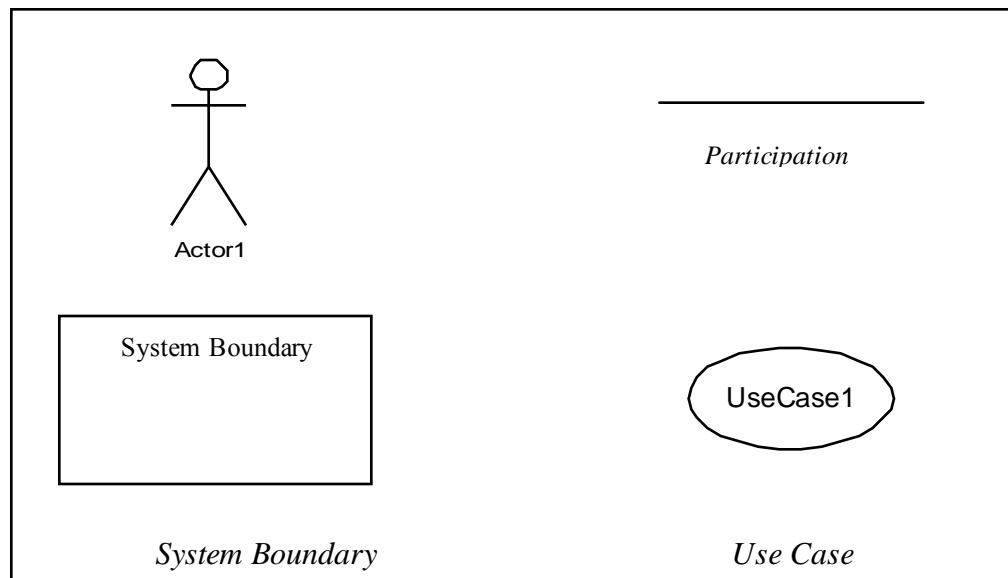 Participation
Actor1
System Boundary
UseCase1
System Boundary
Use Case